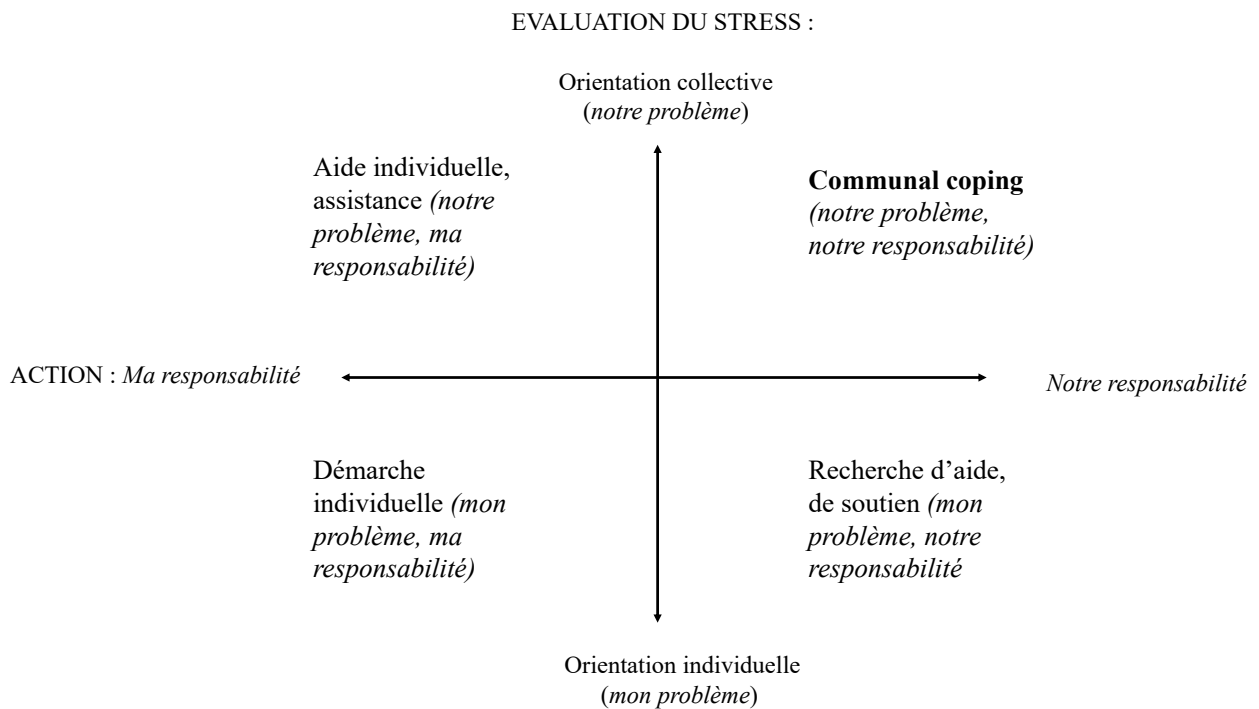 EVALUATION DU STRESS :
Orientation collective
(notre problème)
Aide individuelle,
assistance (notre
problème, ma
responsabilité)
Communal coping
(notre problème,
notre responsabilité)
ACTION : Ma responsabilité
Notre responsabilité
Démarche
individuelle (mon
problème, ma
responsabilité)
Recherche d’aide,
de soutien (mon
problème, notre
responsabilité
Orientation individuelle
(mon problème)